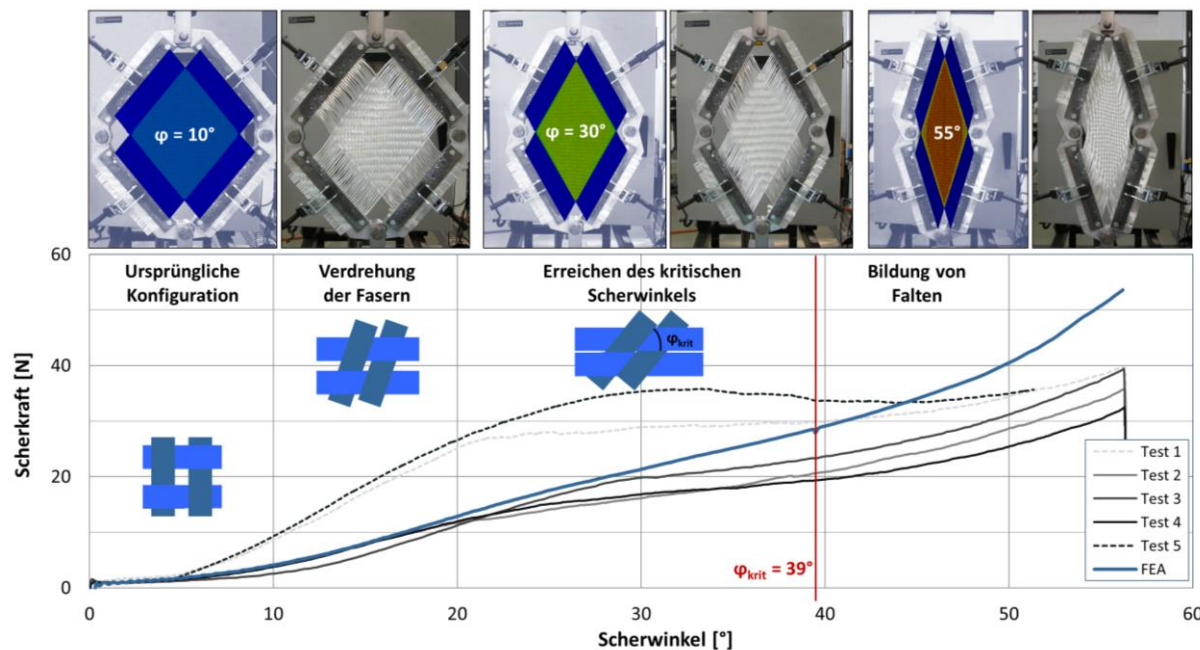 φ = 10°
φ = 30°
55°
Ursprüngliche
Konfiguration
Verdrehung
der Fasern
Erreichen des kritischen
Scherwinkels
Bildung von
Falten
φkrit
Scherkraft [N]
60
40
20
0
Test 1
Test 2
Test 3
Test 4
Test 5
FEA
φkrit = 39°
0
10
20
30
40
50
60
Scherwinkel [°]